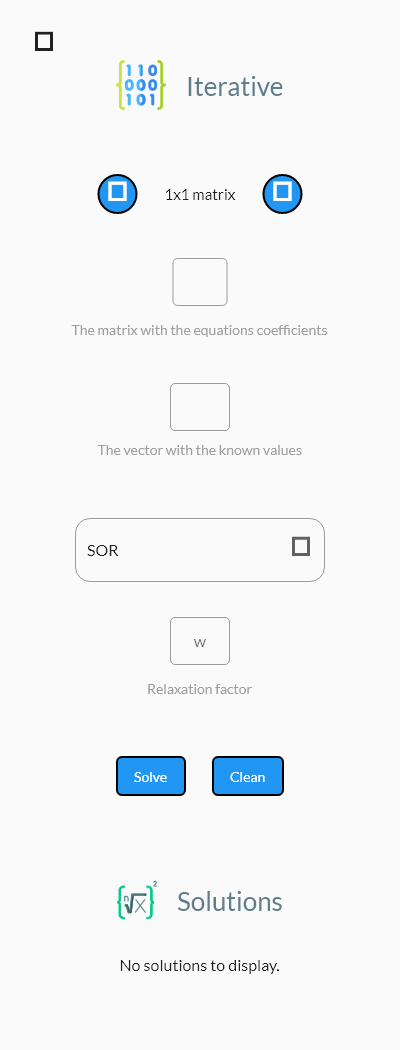 110
000
101
Iterative
1x1 matrix
The matrix with the equations coefficients
The vector with the known values
SOR
w
Relaxation factor
Solve
Clean
n√x 2
Solutions
No solutions to display.